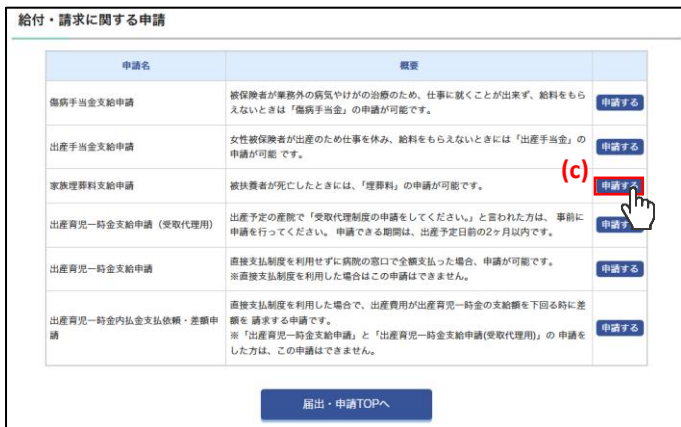 給付・請求に関する申請
申請名 概要
傷病手当金支給申請
被保険者が業務外の病気やけがの治療のため、仕事に就くことが出来ず、給料をもら
えないときは「傷病手当金」の申請が可能です。
申請する
出産手当金支給申請
女性被保険者が出産のため仕事を休み、給料をもらえないときには「出産手当金」の
申請が可能 です。
申請する
家族埋葬料支給申請
被扶養者が死亡したときには、「埋葬料」の申請が可能です。
(c)
申請する
出産育児一時金支給申請（受取代理用）
出産予定の産院で「受取代理制度の申請をしてください。」と言われた方は、 事前に
申請を行ってください。 申請できる期間は、出産予定日前の2ヶ月以内です。
申請する
出産育児一時金支給申請
直接支払制度を利用せずに病院の窓口で全額支払った場合、申請が可能です。
※直接支払制度を利用した場合はこの申請はできません。
申請する
出産育児一時金内払金支払依頼・差額申
請
直接支払制度を利用した場合で、出産費用が出産育児一時金の支給額を下回る時に差
額を 請求する申請です。
※「出産育児一時金支給申請」と「出産育児一時金支給申請(受取代理用)」の 申請を
した方は、この申請はできません。
申請する
届出・申請TOPへ